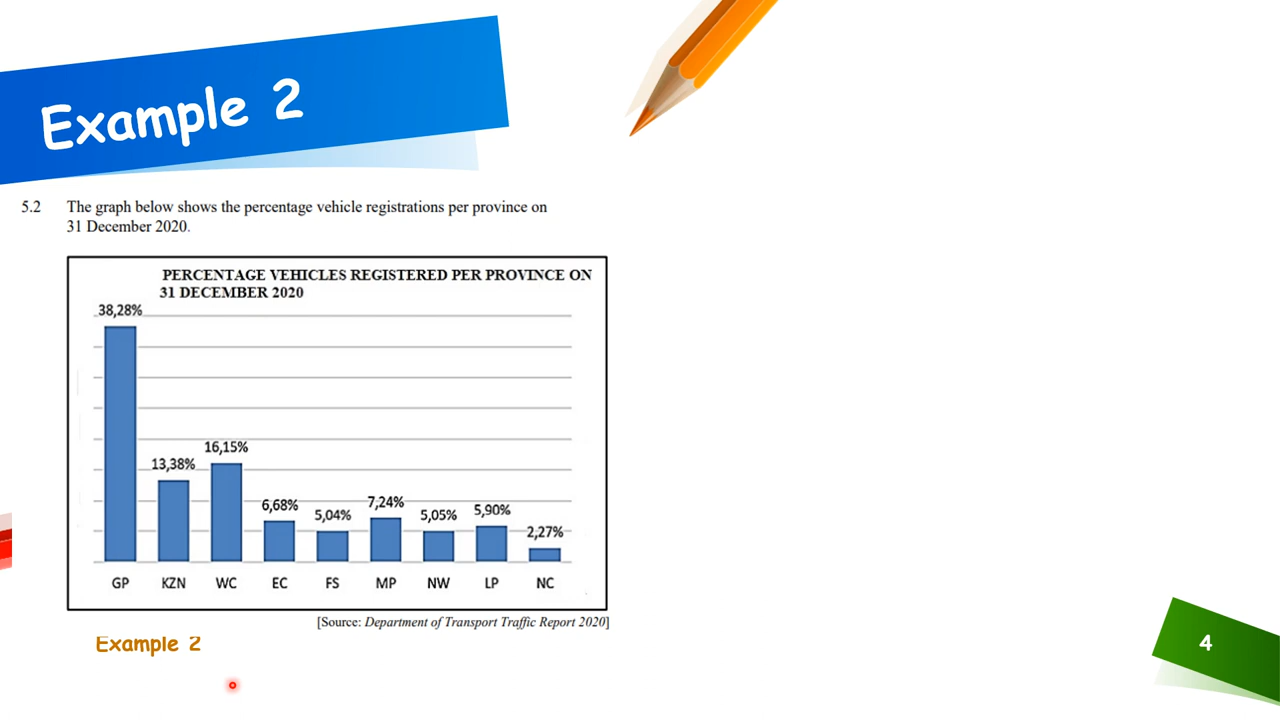 Example 2
5.2 The graph below shows the percentage vehicle registrations per province on
31 December 2020.
PERCENTAGE VEHICLES REGISTERED PER PROVINCE ON
31 DECEMBER 2020
38,28%
13,38%
16,15%
6,68%
5,04%
7,24%
5,05%
5,90%
2,27%
GP KZN WC EC FS MP NW LP NC
[Source: Department of Transport Traffic Report 2020]
Example 2
4